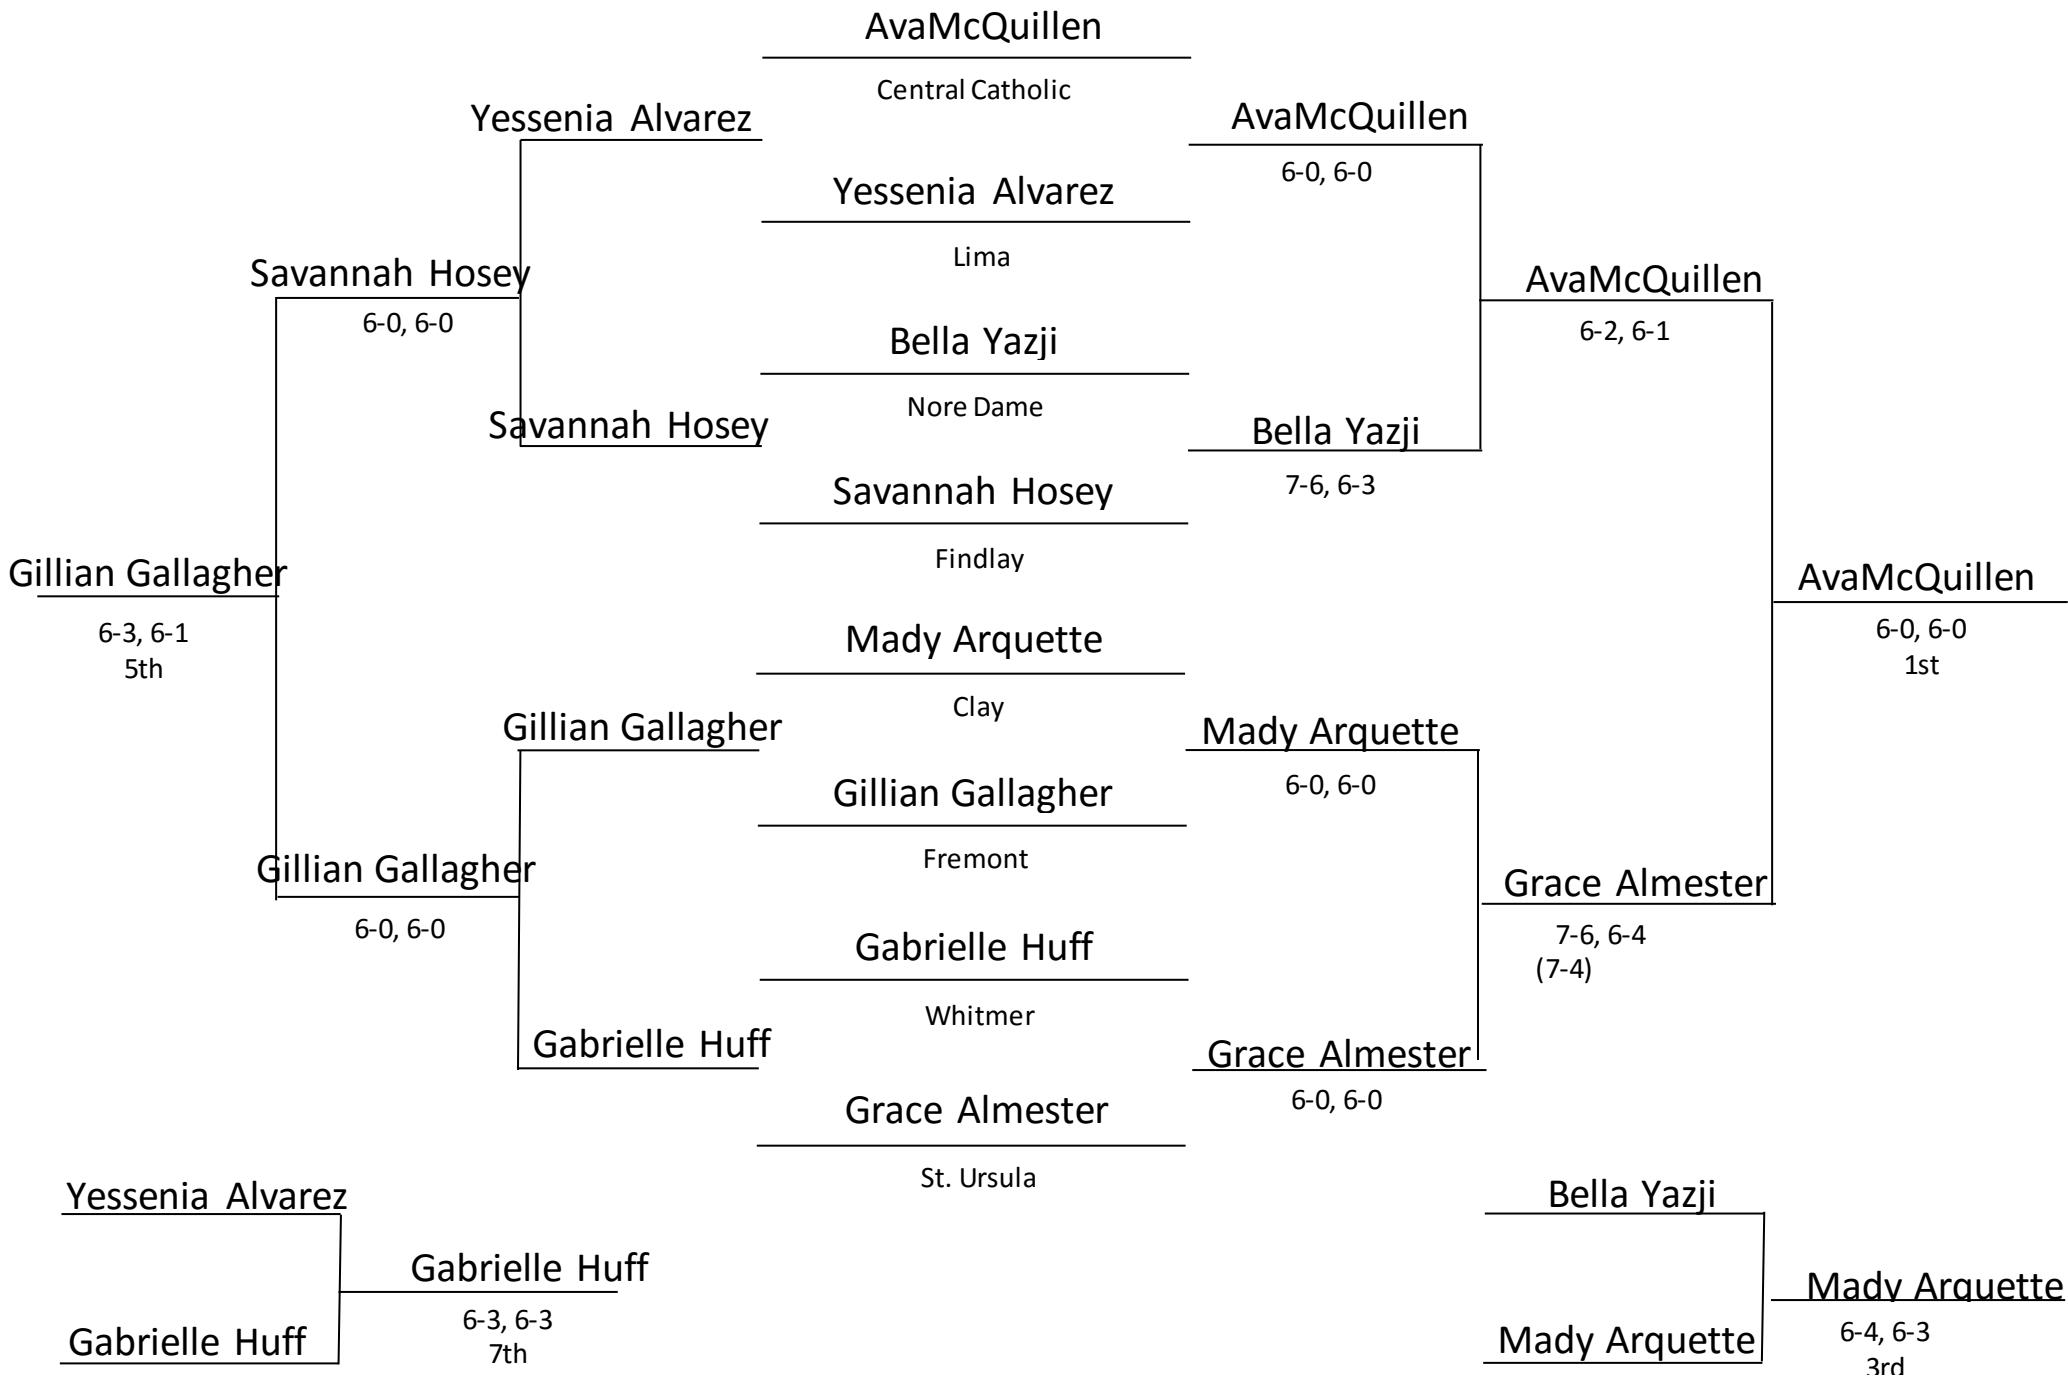 AvaMcQuillen
Central Catholic
Yessenia Alvarez
AvaMcQuillen
6-0, 6-0
Yessenia Alvarez
Lima
Savannah Hosey
6-0, 6-0
AvaMcQuillen
6-2, 6-1
Bella Yazji
Nore Dame
Savannah Hosey
Bella Yazji
7-6, 6-3
Savannah Hosey
Findlay
Gillian Gallagher
6-3, 6-1
5th
AvaMcQuillen
6-0, 6-0
1st
Mady Arquette
Clay
Gillian Gallagher
Mady Arquette
6-0, 6-0
Gillian Gallagher
Fremont
Gillian Gallagher
6-0, 6-0
Grace Almester
7-6, 6-4
(7-4)
Gabrielle Huff
Whitmer
Gabrielle Huff
Grace Almester
6-0, 6-0
Grace Almester
St. Ursula
Yessenia Alvarez
Gabrielle Huff
6-3, 6-3
7th
Gabrielle Huff
Bella Yazji
Mady Arquette
6-4, 6-3
3rd
Mady Arquette